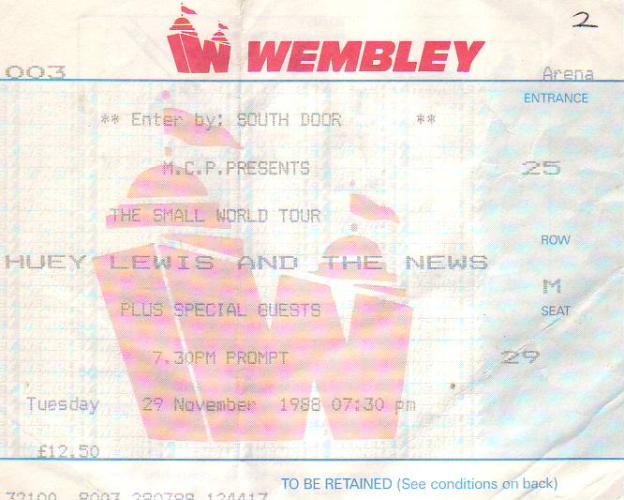 2
WEMBLEY
003 Arena
ENTRANCE
** Enter by: SOUTH DOOR **
M.C.P.PRESENTS 25
THE SMALL WORLD TOUR
ROW
HUEY LEWIS AND THE NEWS
M
PLUS SPECIAL GUESTS SEAT
7.30PM PROMPT 29
Tuesday 29 November 1988 07:30 pm
£12.50
TO BE RETAINED (See conditions on back)
32100 8003 280788 124417